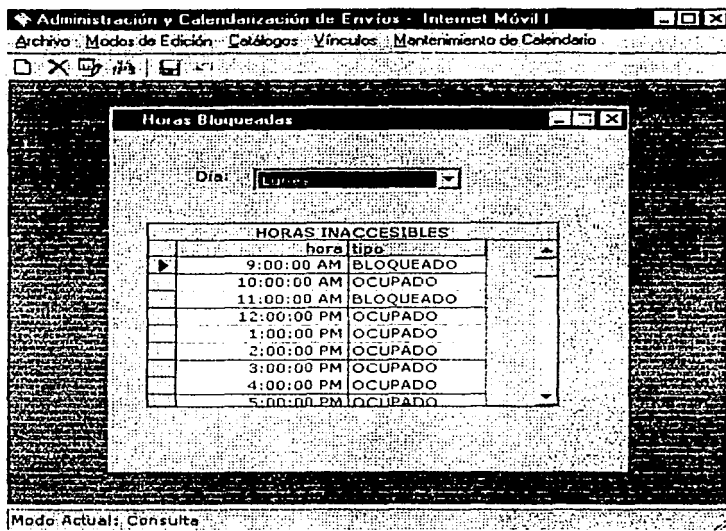 Administración y Calendarización de Envíos - Internet Móvil I
Archivo Modos de Edición Catálogos Vínculos Mantenimiento de Calendario
Horas Bloqueadas
Día: Lunes
HORAS INACCESIBLES
hora tipo
9:00:00 AM BLOQUEADO
10:00:00 AM OCUPADO
11:00:00 AM BLOQUEADO
12:00:00 PM OCUPADO
1:00:00 PM OCUPADO
2:00:00 PM OCUPADO
3:00:00 PM OCUPADO
4:00:00 PM OCUPADO
5:00:00 PM OCUPADO
Modo Actual: Consulta